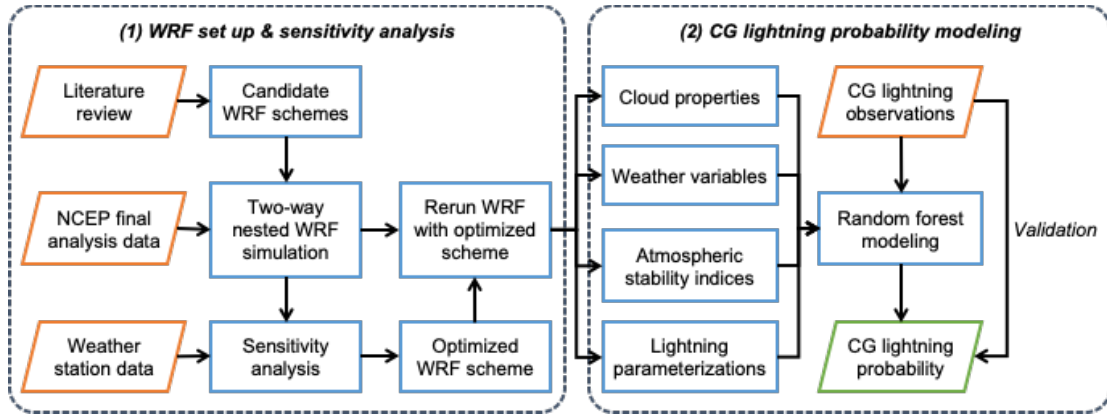 (1) WRF set up & sensitivity analysis
Literature
review
Candidate
WRF schemes
NCEP final
analysis data
Two-way
nested WRF
simulation
Rerun WRF
with optimized
scheme
Weather
station data
Sensitivity
analysis
Optimized
WRF scheme
(2) CG lightning probability modeling
Cloud properties
Weather variables
Atmospheric
stability indices
Lightning
parameterizations
CG lightning
observations
Random forest
modeling
Validation
CG lightning
probability